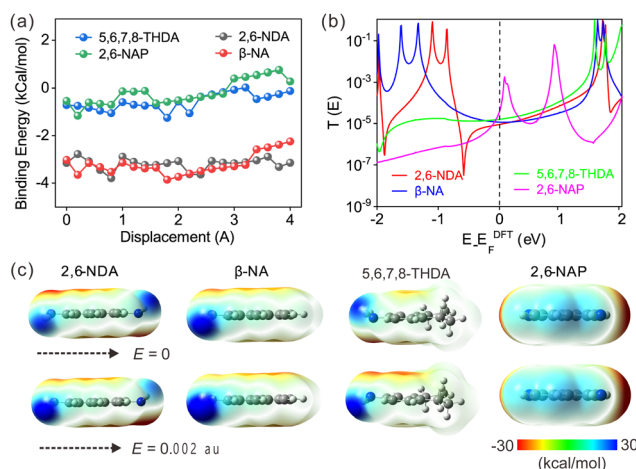 (a)
5,6,7,8-THDA
2,6-NDA
2,6-NAP
β-NA
Binding Energy (kCal/mol)
2
0
-2
-4
0 1 2 3 4
Displacement (A)
(b)
T (E)
10^-1
10^-3
10^-5
10^-7
10^-9
2,6-NDA
5,6,7,8-THDA
β-NA
2,6-NAP
-2 -1 0 1 2
E-E_F^DFT (eV)
(c)
2,6-NDA
β-NA
5,6,7,8-THDA
2,6-NAP
E = 0
E = 0.002 au
-30 30
(kcal/mol)